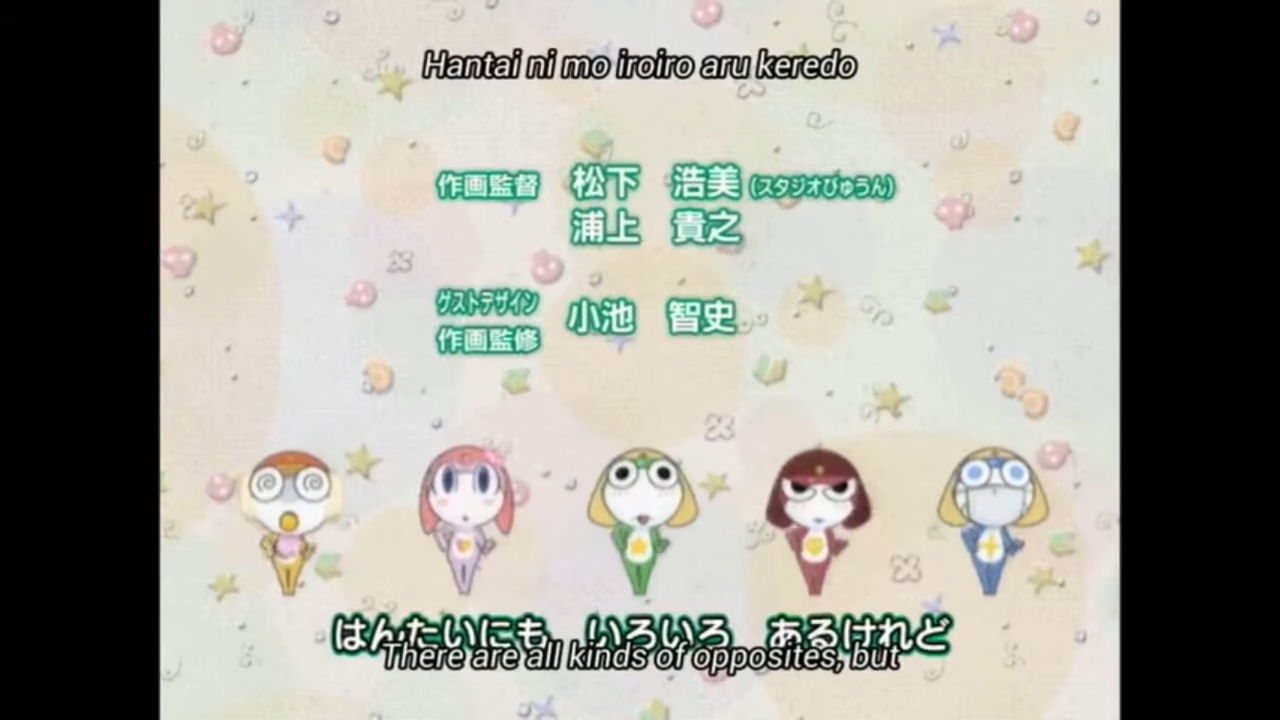 Hantai ni mo iroiro aru keredo
作画監督 松下 浩美(スタジオびゅうん)
浦上 貴之
ゲストデザイン
作画監修 小池 智史
はんたいにも いろいろ あるけれど
There are all kinds of opposites, but